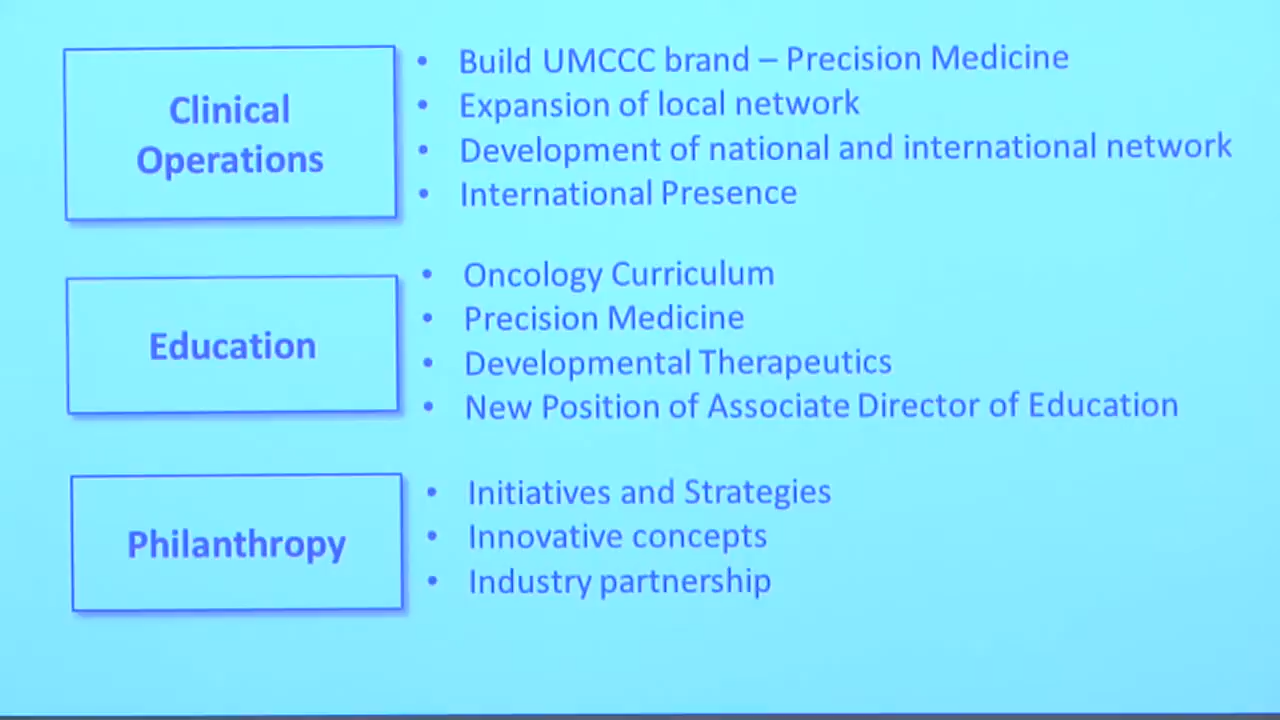 Clinical
Operations
• Build UMCCC brand – Precision Medicine
• Expansion of local network
• Development of national and international network
• International Presence
Education
• Oncology Curriculum
• Precision Medicine
• Developmental Therapeutics
• New Position of Associate Director of Education
Philanthropy
• Initiatives and Strategies
• Innovative concepts
• Industry partnership